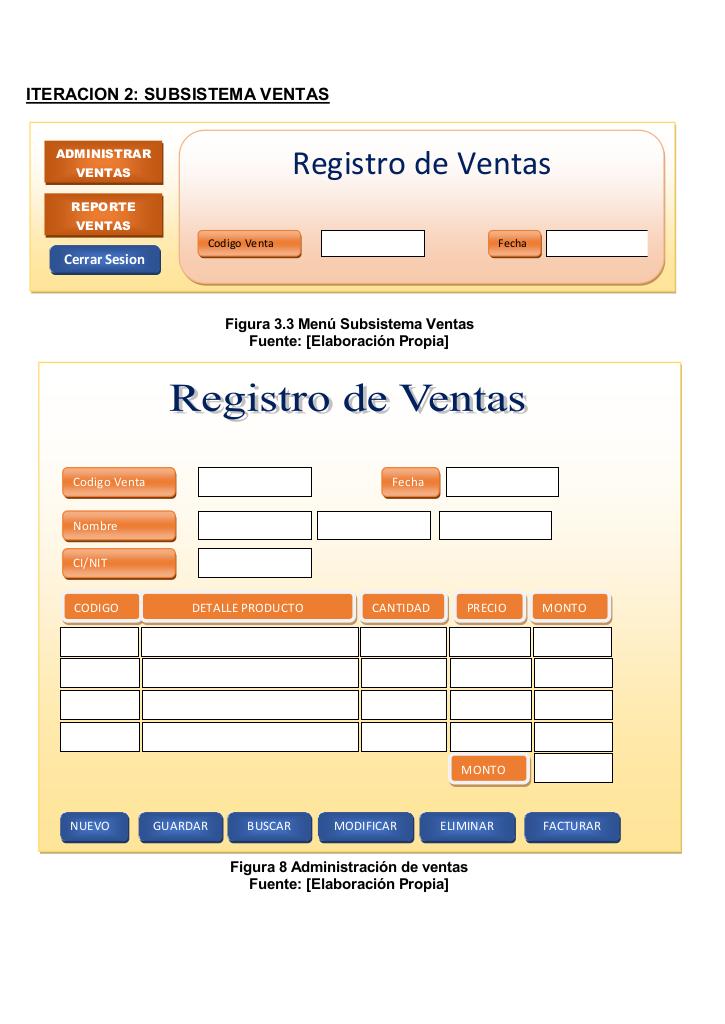 ITERACION 2: SUBSISTEMA VENTAS
ADMINISTRAR
VENTAS
REPORTE
VENTAS
Cerrar Sesion
Registro de Ventas
Codigo Venta
Fecha
Figura 3.3 Menú Subsistema Ventas
Fuente: [Elaboración Propia]
Registro de Ventas
Codigo Venta
Fecha
Nombre
CI/NIT
CODIGO DETALLE PRODUCTO CANTIDAD PRECIO MONTO
MONTO
NUEVO GUARDAR BUSCAR MODIFICAR ELIMINAR FACTURAR
Figura 8 Administración de ventas
Fuente: [Elaboración Propia]